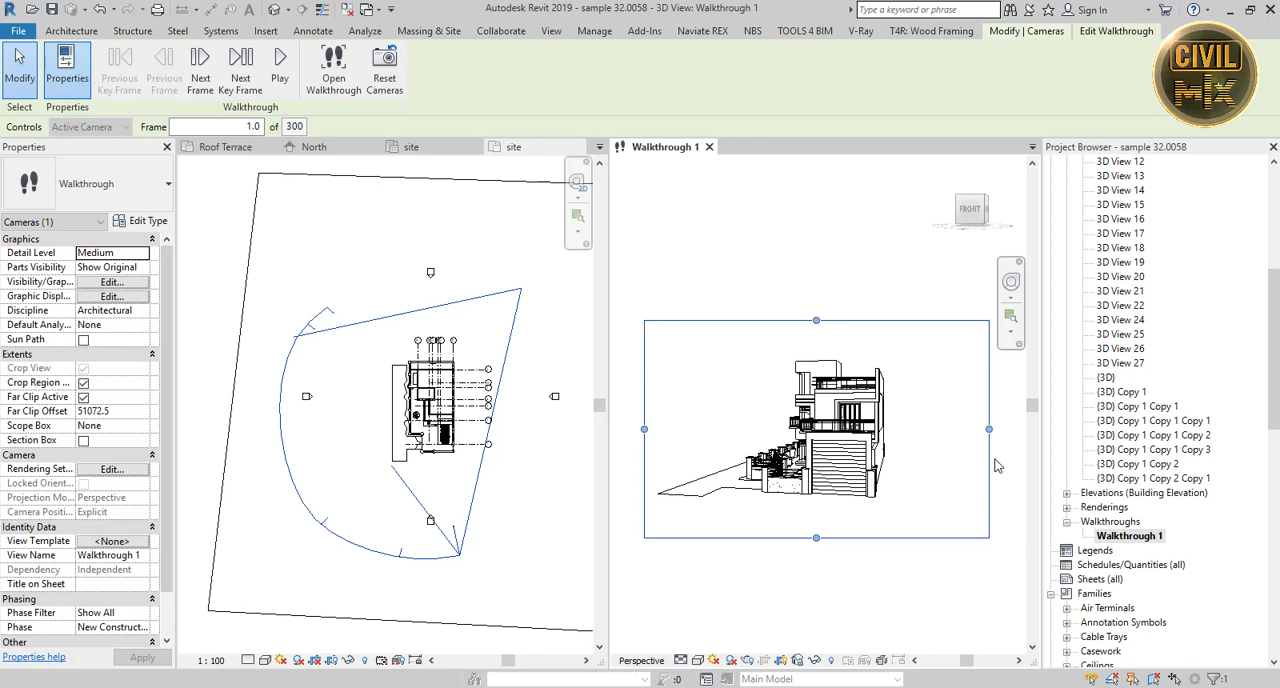 Autodesk Revit 2019 - sample 32.0058 - 3D View: Walkthrough 1
Type a keyword or phrase
Sign In
File Architecture Structure Steel Systems Insert Annotate Analyze Massing & Site Collaborate View Manage Add-Ins Naviate REX NBS TOOLS 4 BIM V-Ray T4R: Wood Framing Modify | Cameras Edit Walkthrough
CIVIL
MIX
Modify Properties Previous Key Frame Previous Frame Next Frame Next Key Frame Play Open Walkthrough Reset Cameras
Select Properties Walkthrough
Controls Active Camera Frame 1.0 of 300
Properties
Roof Terrace North site site
Walkthrough 1
Project Browser - sample 32.0058
Walkthrough
Cameras (1) Edit Type
Graphics
Detail Level Medium
Parts Visibility Show Original
Visibility/Grap... Edit...
Graphic Displ... Edit...
Discipline Architectural
Default Analy... None
Sun Path
Extents
Crop View
Crop Region ...
Far Clip Active
Far Clip Offset 51072.5
Scope Box None
Section Box
Camera
Rendering Set... Edit...
Locked Orient...
Projection Mo... Perspective
Camera Position Explicit
Identity Data
View Template <None>
View Name Walkthrough 1
Dependency Independent
Title on Sheet
Phasing
Phase Filter Show All
Phase New Construct...
Other
Properties help Apply
2D
FRONT
1 : 100
Perspective
3D View 12
3D View 13
3D View 14
3D View 15
3D View 16
3D View 17
3D View 18
3D View 19
3D View 20
3D View 21
3D View 22
3D View 24
3D View 25
3D View 26
3D View 27
{3D}
{3D} Copy 1
{3D} Copy 1 Copy 1
{3D} Copy 1 Copy 1 Copy 1
{3D} Copy 1 Copy 1 Copy 2
{3D} Copy 1 Copy 1 Copy 3
{3D} Copy 1 Copy 2
{3D} Copy 1 Copy 2 Copy 1
Elevations (Building Elevation)
Renderings
Walkthroughs
Walkthrough 1
Legends
Schedules/Quantities (all)
Sheets (all)
Families
Air Terminals
Annotation Symbols
Cable Trays
Casework
Ceilings
:0 Main Model :1